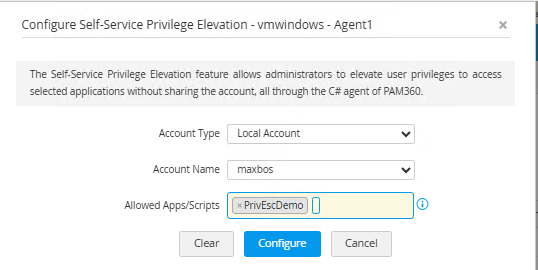 Configure Self-Service Privilege Elevation - vmwindows - Agent1 ×
The Self-Service Privilege Elevation feature allows administrators to elevate user privileges to access
selected applications without sharing the account, all through the C# agent of PAM360.
Account Type Local Account
Account Name maxbos
Allowed Apps/Scripts × PrivEscDemo i
Clear Configure Cancel